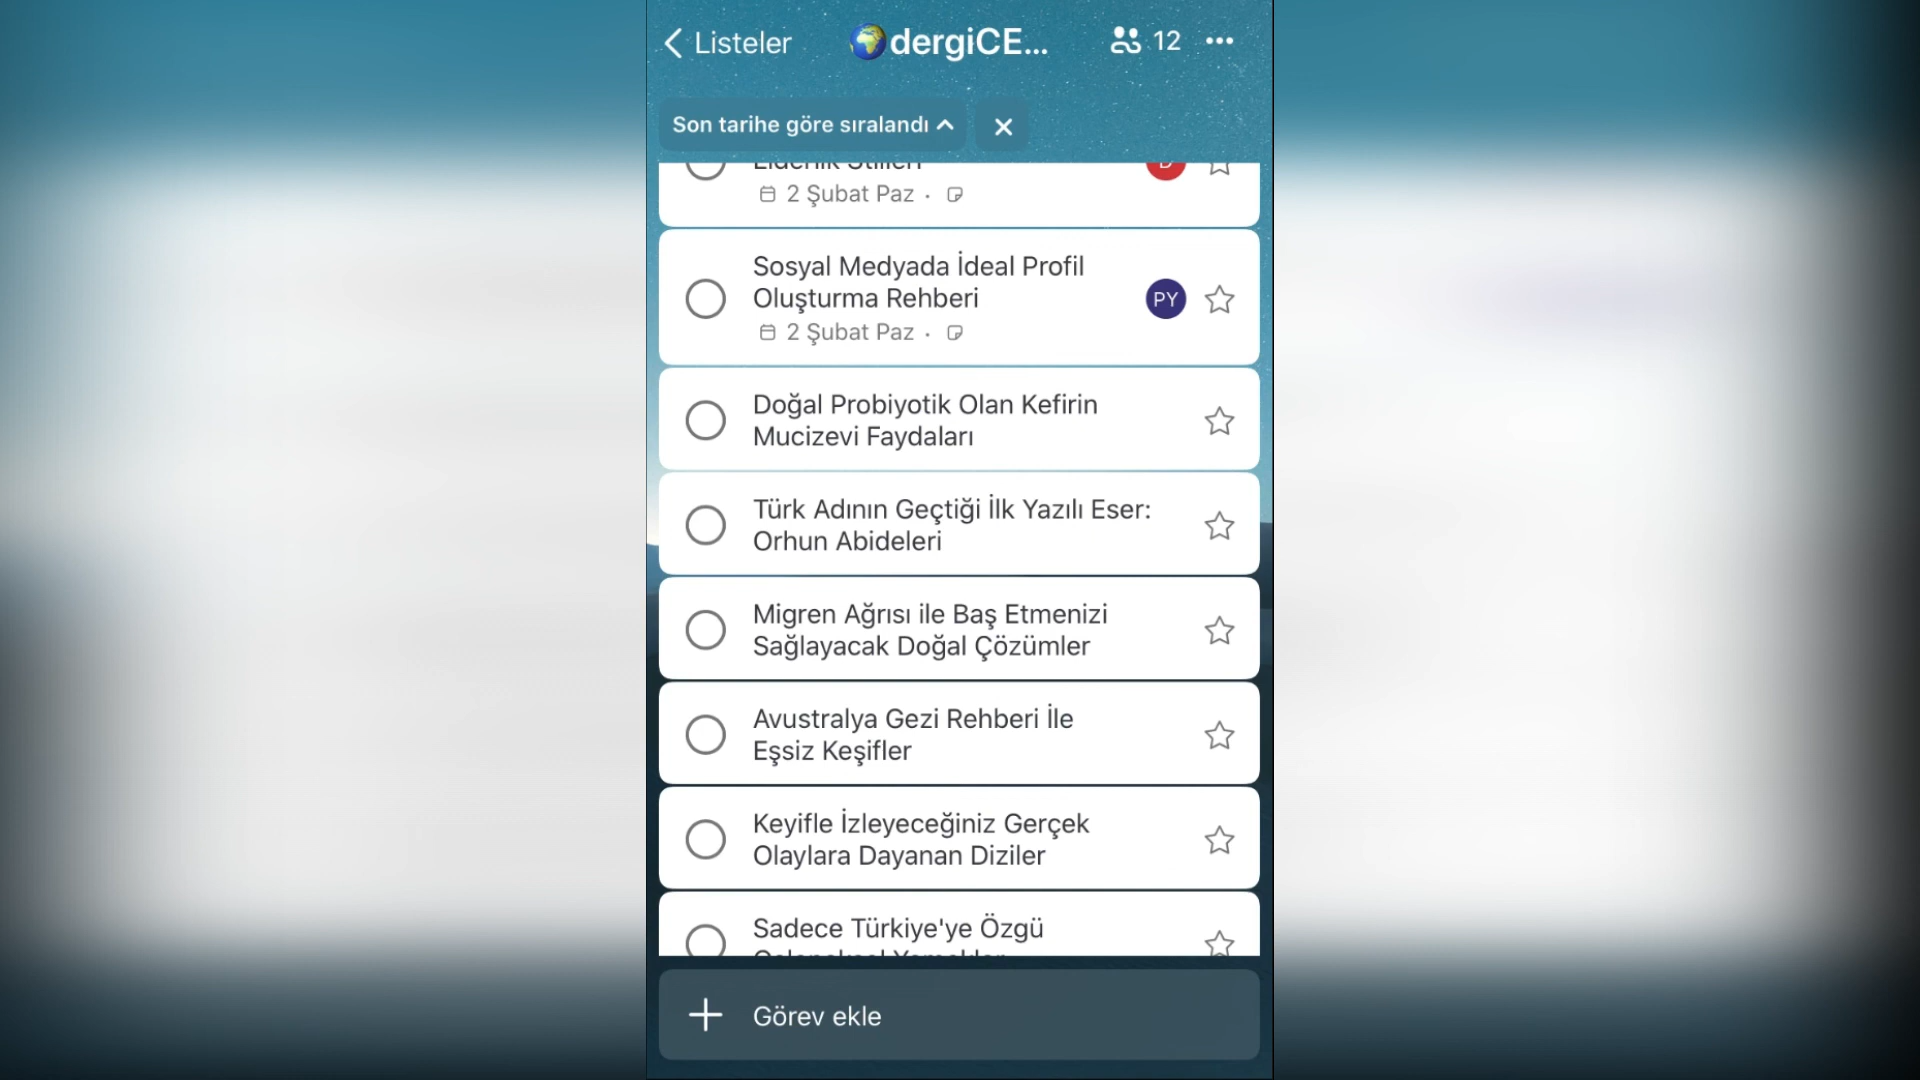 Listeler
dergiCE...
12
Son tarihe göre sıralandı
2 Şubat Paz
Sosyal Medyada İdeal Profil
Oluşturma Rehberi
PY
2 Şubat Paz
Doğal Probiyotik Olan Kefirin
Mucizevi Faydaları
Türk Adının Geçtiği İlk Yazılı Eser:
Orhun Abideleri
Migren Ağrısı ile Baş Etmenizi
Sağlayacak Doğal Çözümler
Avustralya Gezi Rehberi İle
Eşsiz Keşifler
Keyifle İzleyeceğiniz Gerçek
Olaylara Dayanan Diziler
Sadece Türkiye'ye Özgü
Görev ekle